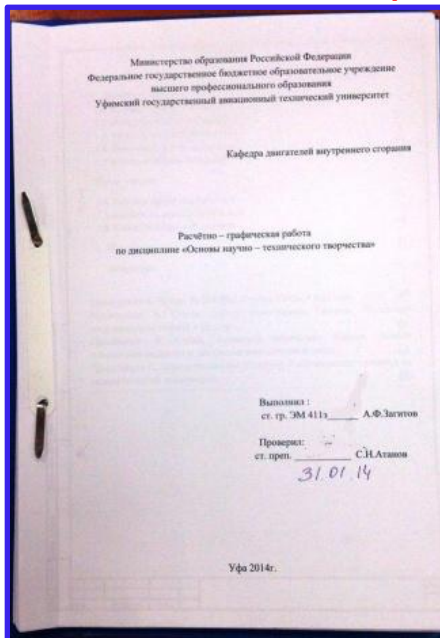 Министерство образования Российской Федерации
Федеральное государственное бюджетное образовательное учреждение
высшего профессионального образования
Уфимский государственный авиационный технический университет
Кафедра двигателей внутреннего сгорания
Расчётно – графическая работа
по дисциплине «Основы научно – технического творчества»
Выполнил :
ст. гр. ЭМ 411з______ А.Ф.Загитов
Проверил:
ст. преп. __________ С.Н.Атанов
31.01.14
Уфа 2014г.